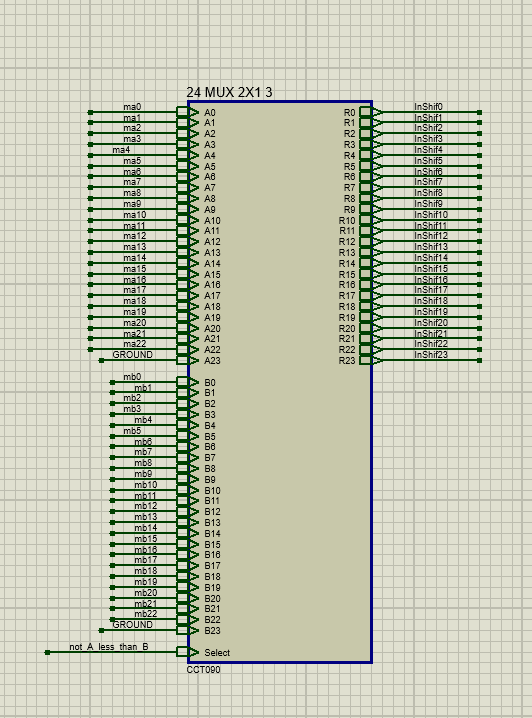 24 MUX 2X1 3
ma0 A0 R0 InShif0
ma1 A1 R1 InShif1
ma2 A2 R2 InShif2
ma3 A3 R3 InShif3
ma4 A4 R4 InShif4
ma5 A5 R5 InShif5
ma6 A6 R6 InShif6
ma7 A7 R7 InShif7
ma8 A8 R8 InShif8
ma9 A9 R9 InShif9
ma10 A10 R10 InShif10
ma11 A11 R11 InShif11
ma12 A12 R12 InShif12
ma13 A13 R13 InShif13
ma14 A14 R14 InShif14
ma15 A15 R15 InShif15
ma16 A16 R16 InShif16
ma17 A17 R17 InShif17
ma18 A18 R18 InShif18
ma19 A19 R19 InShif19
ma20 A20 R20 InShif20
ma21 A21 R21 InShif21
ma22 A22 R22 InShif22
GROUND A23 R23 InShif23
mb0 B0
mb1 B1
mb2 B2
mb3 B3
mb4 B4
mb5 B5
mb6 B6
mb7 B7
mb8 B8
mb9 B9
mb10 B10
mb11 B11
mb12 B12
mb13 B13
mb14 B14
mb15 B15
mb16 B16
mb17 B17
mb18 B18
mb19 B19
mb20 B20
mb21 B21
mb22 B22
GROUND B23
not_A_less_than_B Select
CCT090